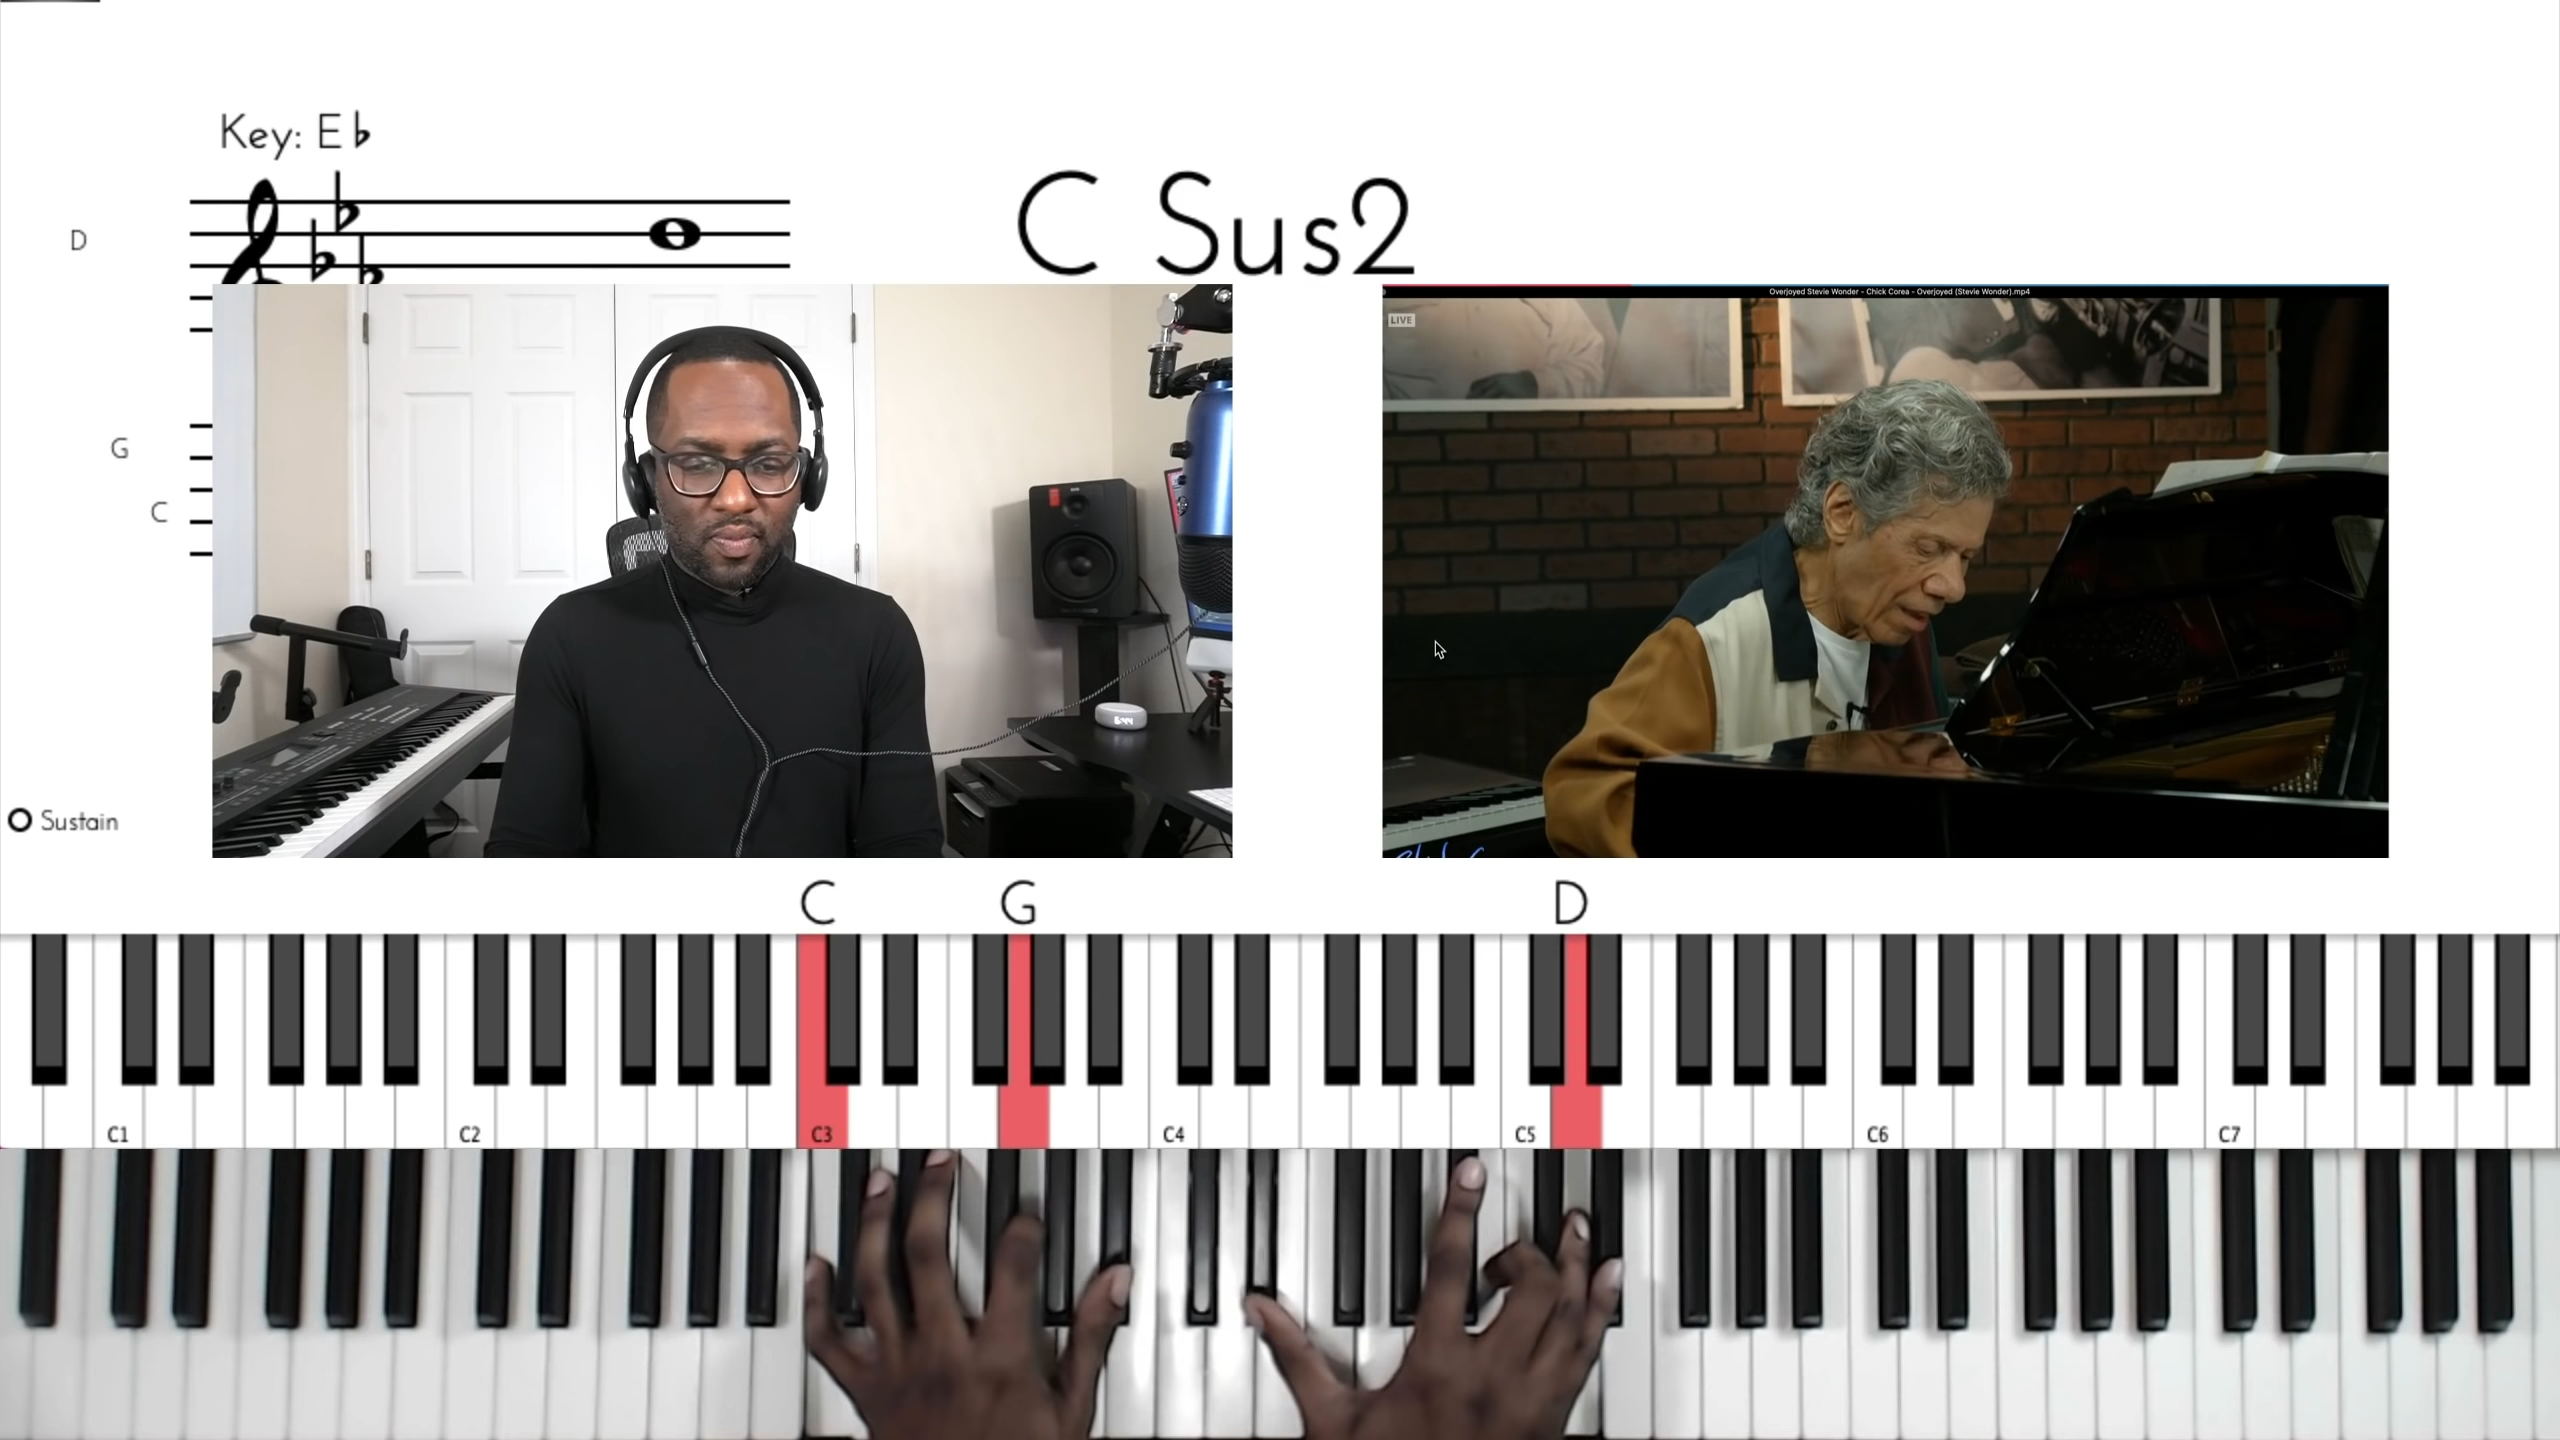 Key: E♭
C Sus2
D
Overjoyed Stevie Wonder - Chick Corea - Overjoyed (Stevie Wonder).mp4
LIVE
G
C
Sustain
C G D
C1 C2 C3 C4 C5 C6 C7